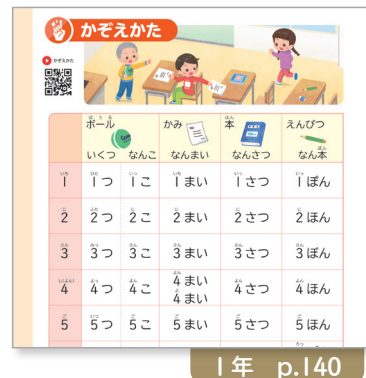 かぞえかた
かぞえかた
ボール かみ 本 えんぴつ
いくつ なんこ なんまい なんさつ なん本
1 1つ 1こ 1まい 1さつ 1ぽん
2 2つ 2こ 2まい 2さつ 2ほん
3 3つ 3こ 3まい 3さつ 3ぼん
4 4つ 4こ 4まい 4まい 4さつ 4ほん
5 5つ 5こ 5まい 5さつ 5ほん
1年 p.140